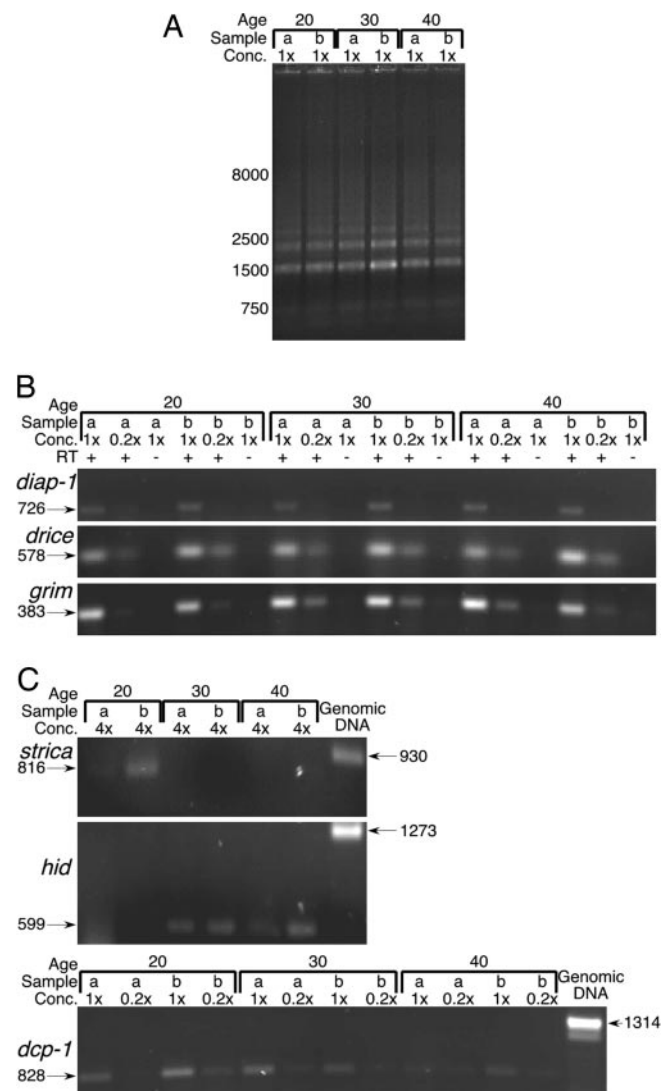 A
Age 20 30 40
Sample a b a b a b
Conc. 1x 1x 1x 1x 1x 1x
8000
2500
1500
750
B
Age 20 30 40
Sample a a a b b b a a a b b b a a a b b b
Conc. 1x 0.2x 1x 1x 0.2x 1x 1x 0.2x 1x 1x 0.2x 1x 1x 0.2x 1x 1x 0.2x 1x
RT + + - + + - + + - + + - + + - + + -
diap-1
726
drice
578
grim
383
C
Age 20 30 40
Sample a b a b a b Genomic
Conc. 4x 4x 4x 4x 4x 4x DNA
strica
816 930
1273
hid
599
Age 20 30 40
Sample a a b b a a b b a a b b Genomic
Conc. 1x 0.2x 1x 0.2x 1x 0.2x 1x 0.2x 1x 0.2x 1x 0.2x DNA
1314
dcp-1
828